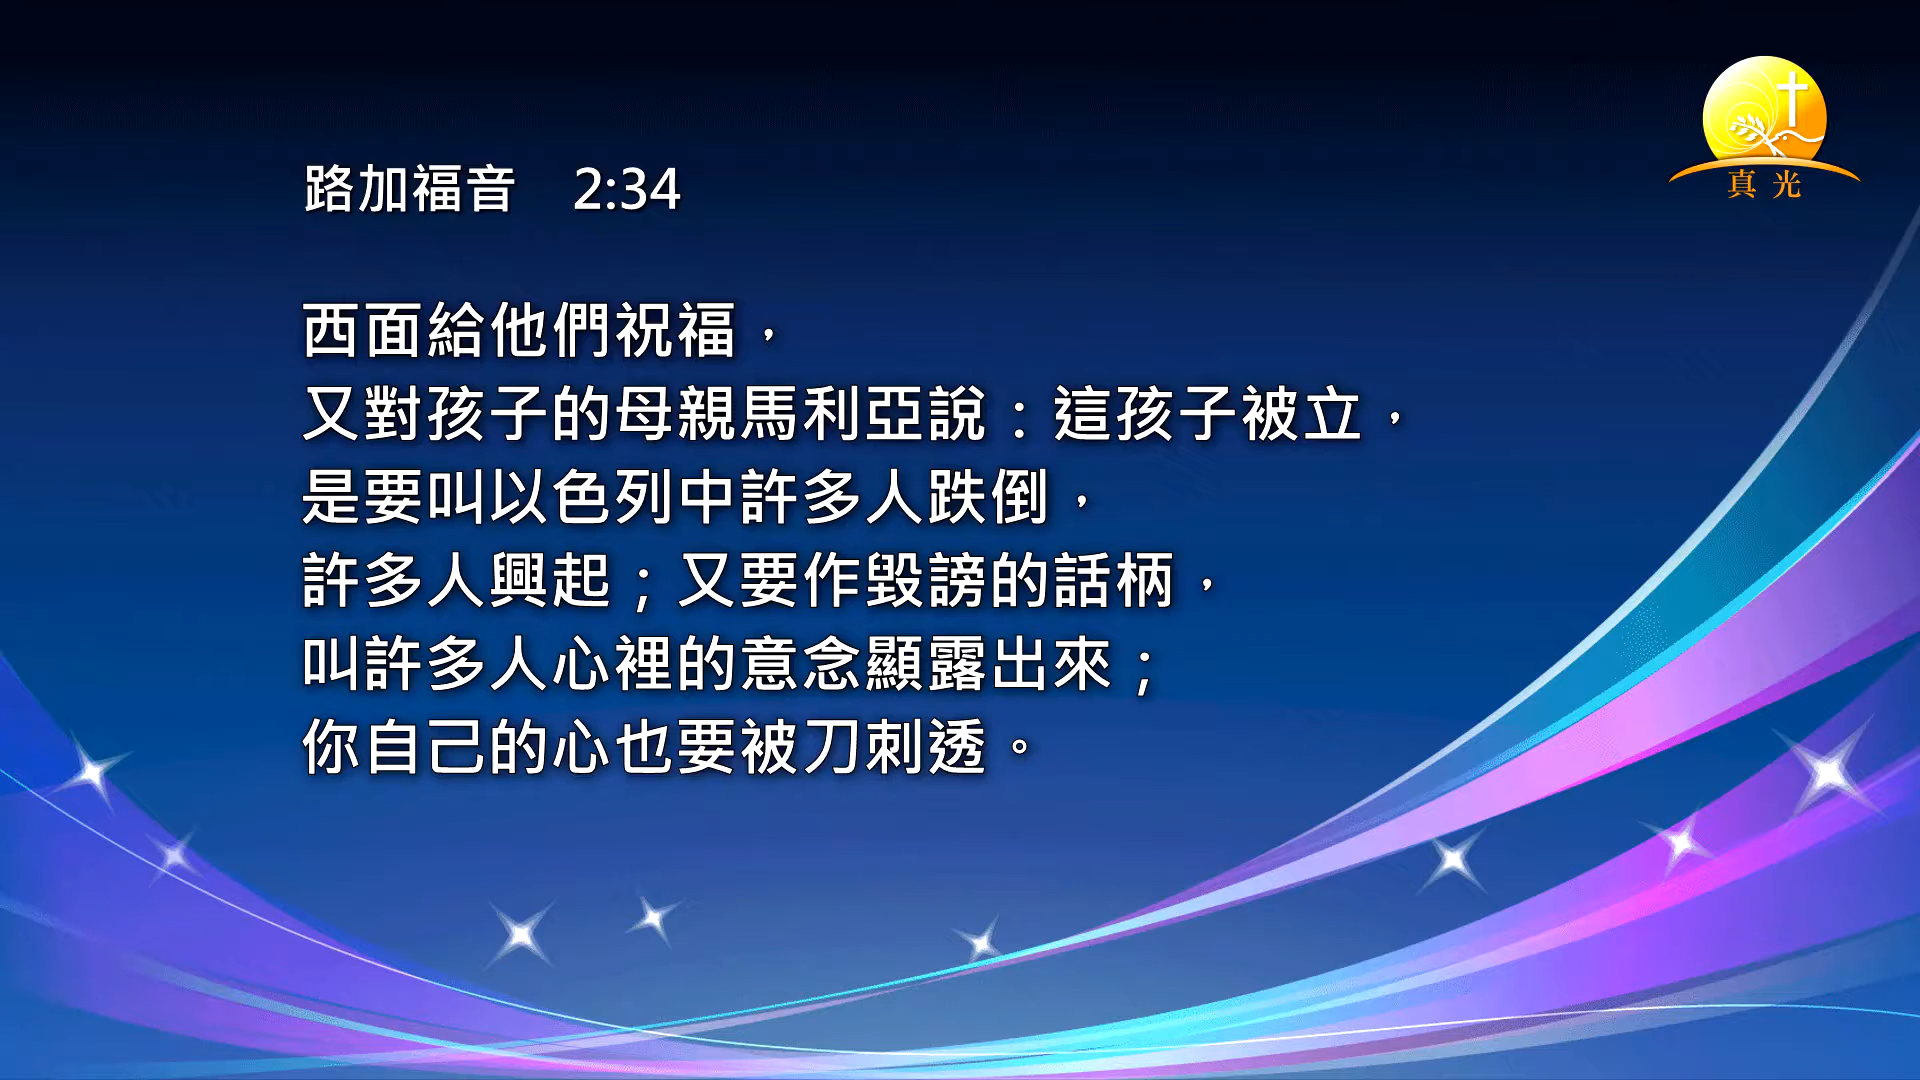 路加福音 2:34
真光
西面給他們祝福，
又對孩子的母親馬利亞說：這孩子被立，
是要叫以色列中許多人跌倒，
許多人興起；又要作毀謗的話柄，
叫許多人心裡的意念顯露出來；
你自己的心也要被刀刺透。